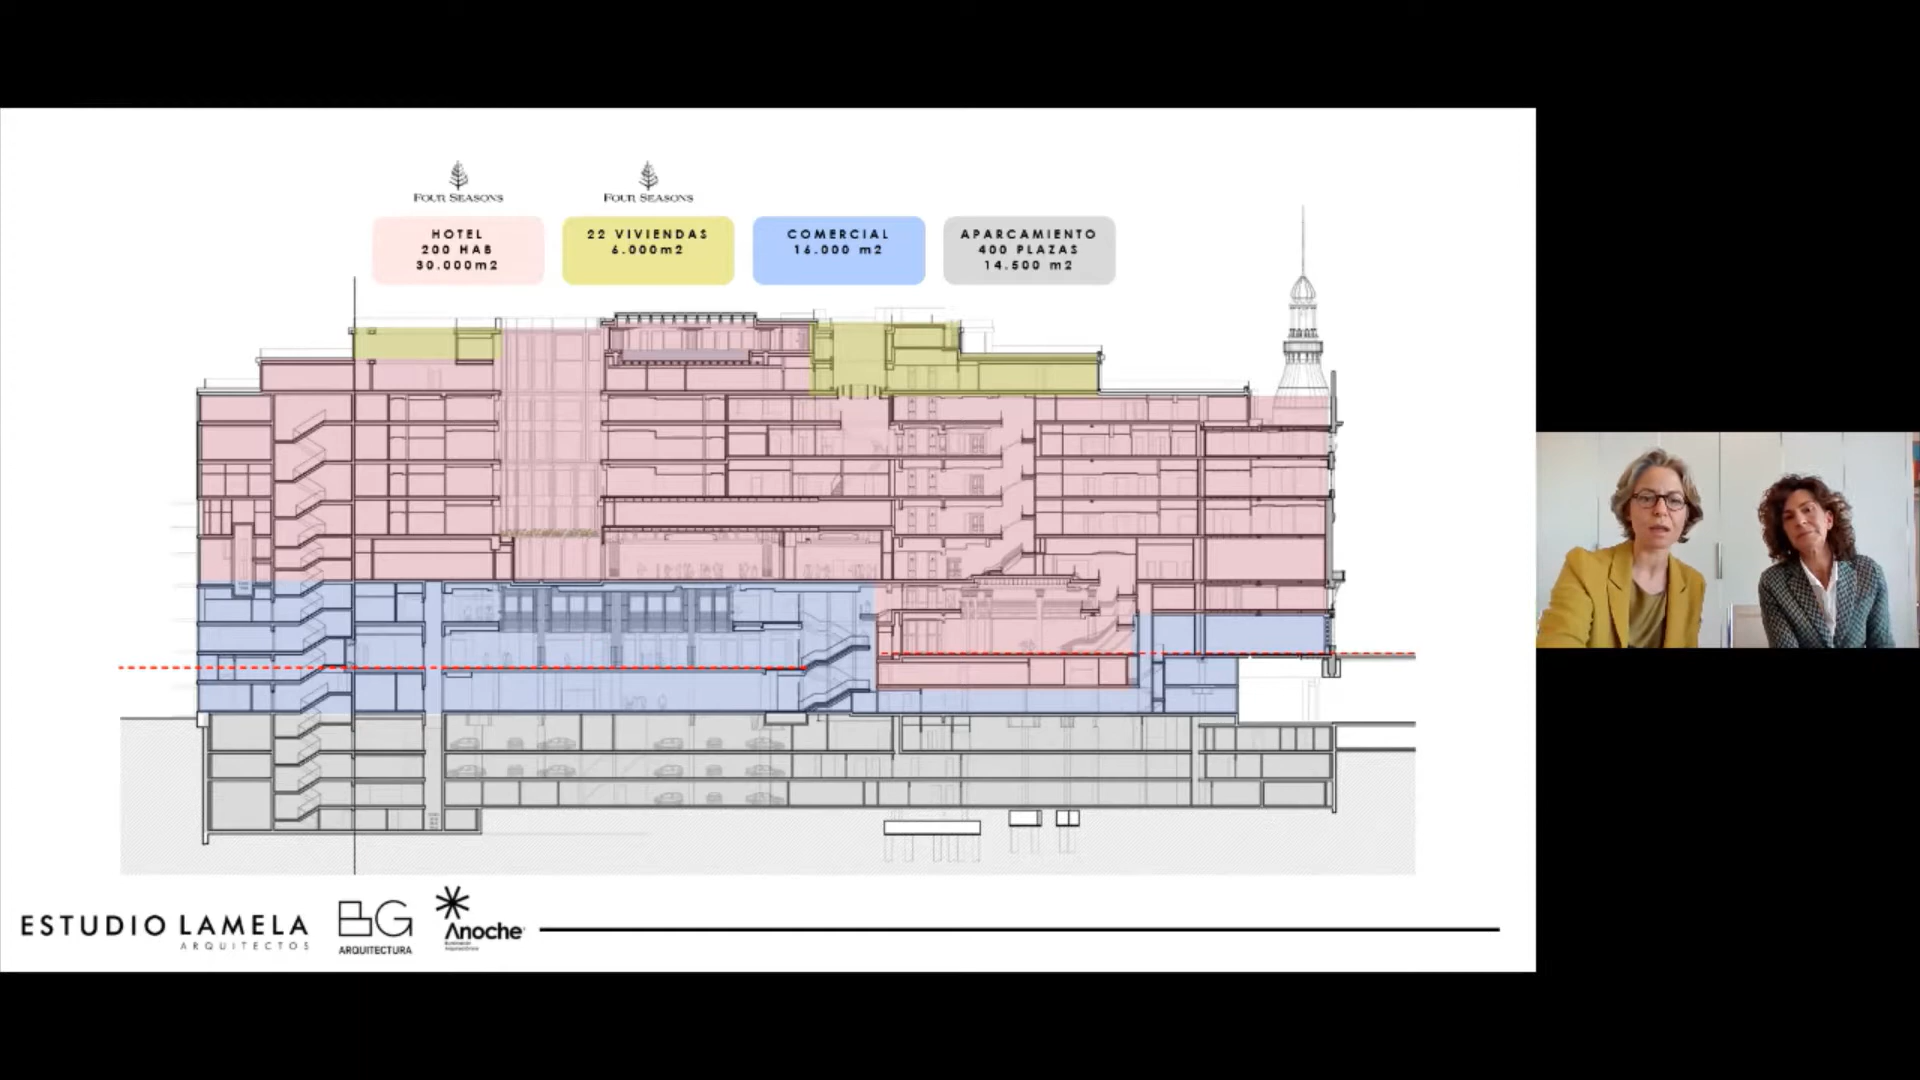 FOUR SEASONS
FOUR SEASONS
HOTEL
200 HAB
30.000m2
22 VIVIENDAS
6.000m2
COMERCIAL
16.000 m2
APARCAMIENTO
400 PLAZAS
14.500 m2
ESTUDIO LAMELA
ARQUITECTOS
BG
ARQUITECTURA
Anoche